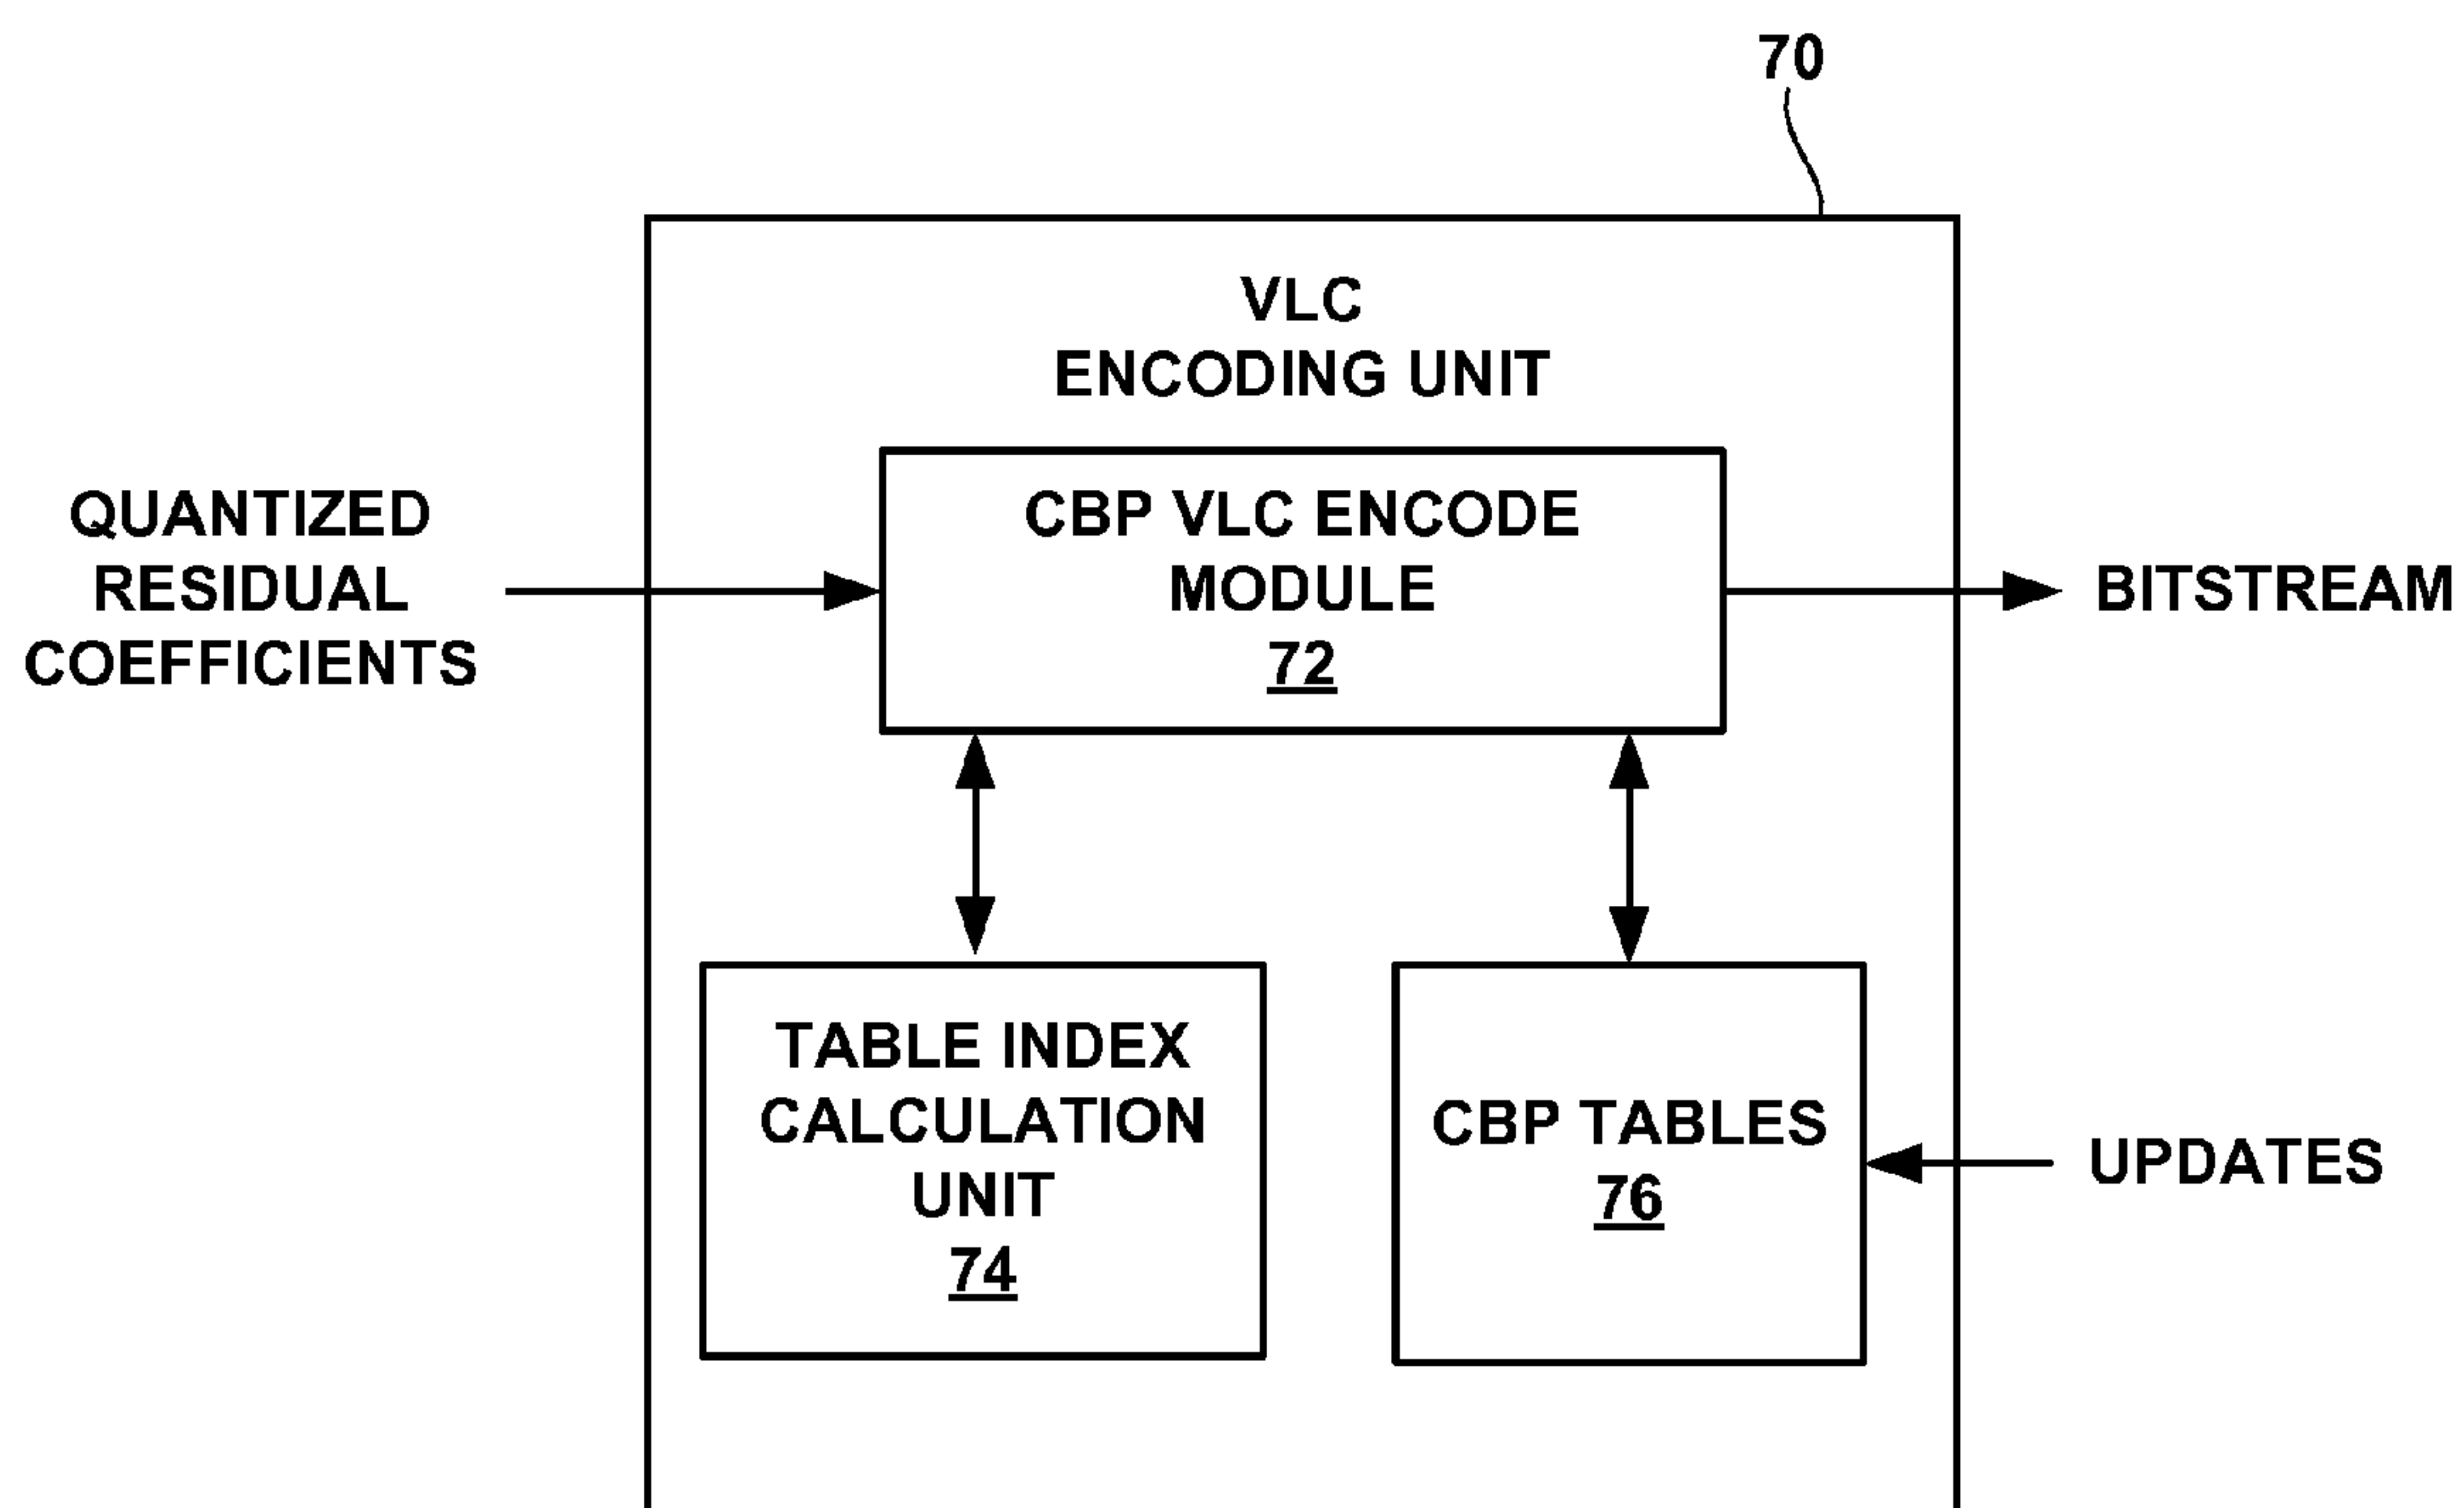 70
VLC
ENCODING UNIT
QUANTIZED
RESIDUAL
COEFFICIENTS
CBP VLC ENCODE
MODULE
72
BITSTREAM
TABLE INDEX
CALCULATION
UNIT
74
CBP TABLES
76
UPDATES